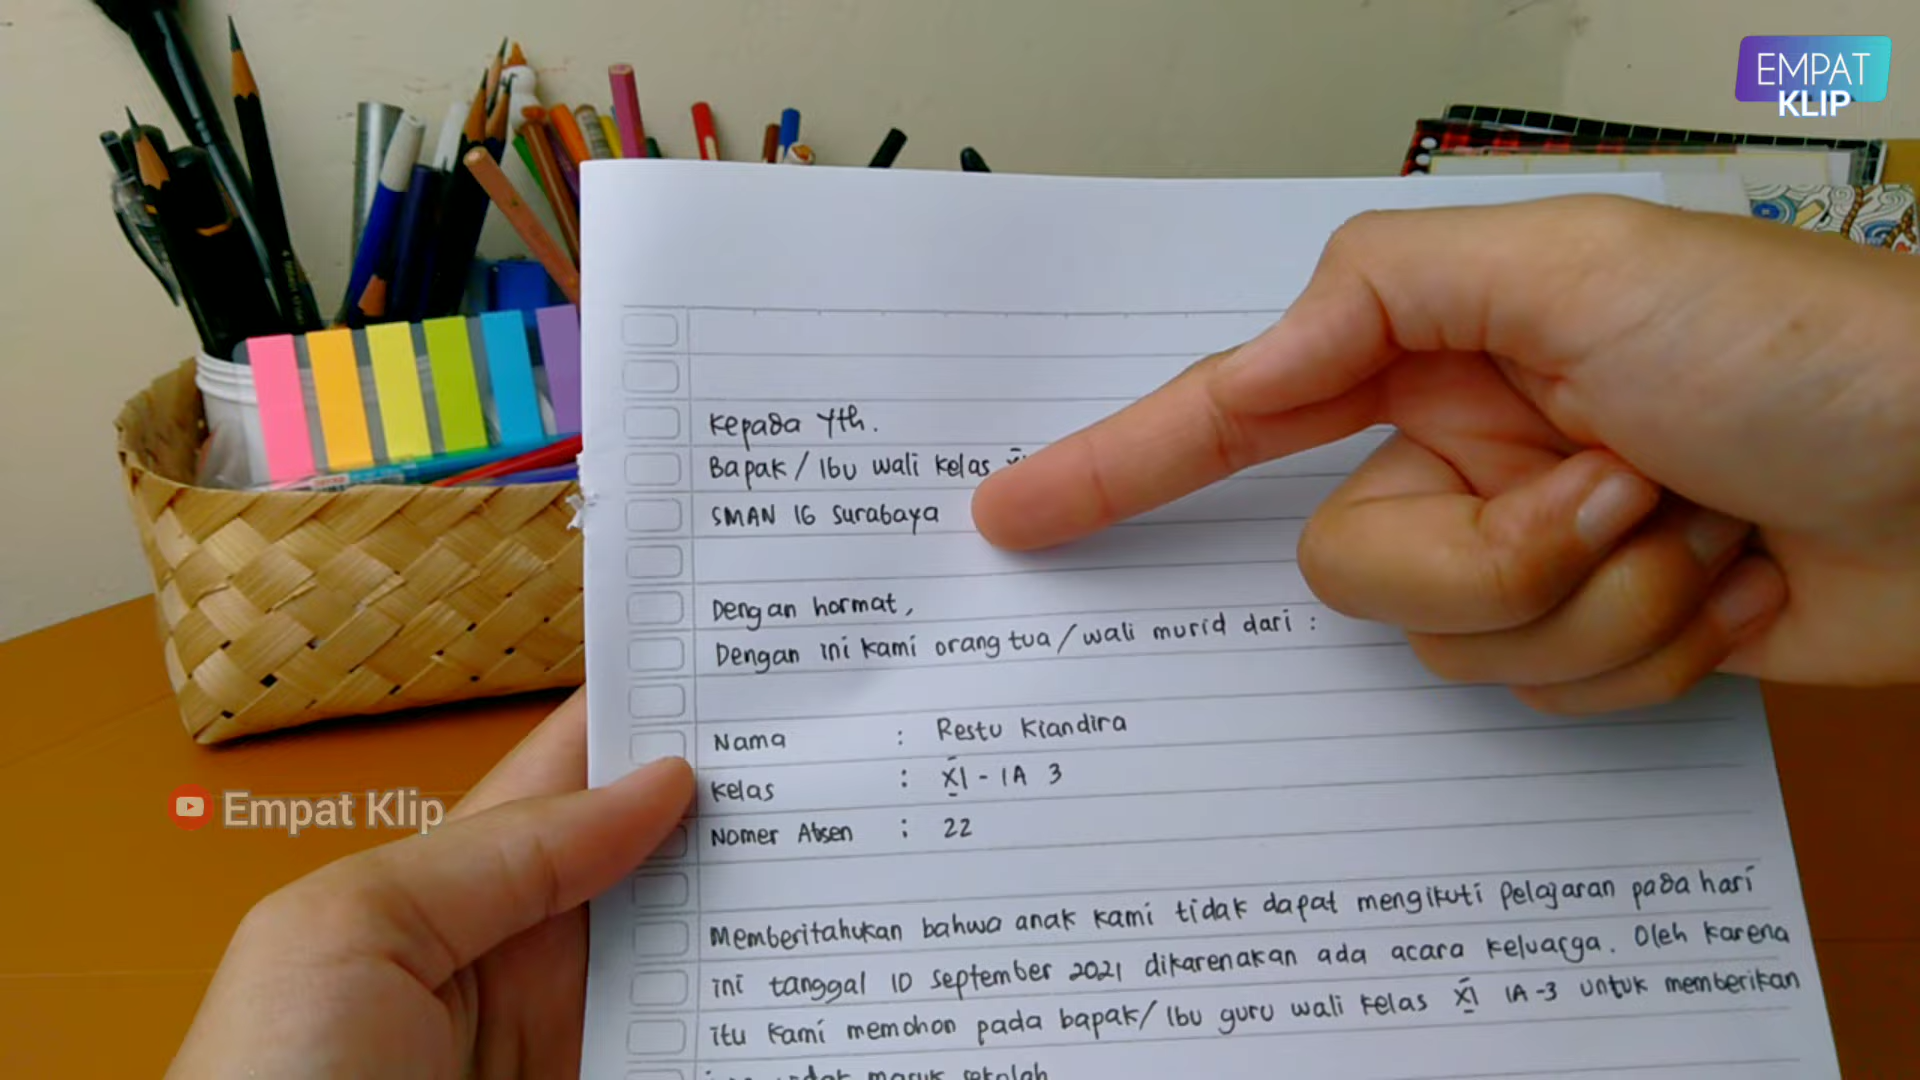 EMPAT
KLIP
Kepada Yth.
Bapak / Ibu wali kelas
SMAN 16 Surabaya
Dengan hormat,
Dengan ini kami orang tua / wali murid dari :
Nama : Restu Kiandira
Kelas : XI - IA 3
Nomer Absen : 22
Memberitahukan bahwa anak kami tidak dapat mengikuti pelajaran pada hari
ini tanggal 10 september 2021 dikarenakan ada acara keluarga. Oleh karena
itu kami memohon pada bapak / Ibu guru wali kelas XI IA-3 untuk memberikan
masuk sekolah
Empat Klip